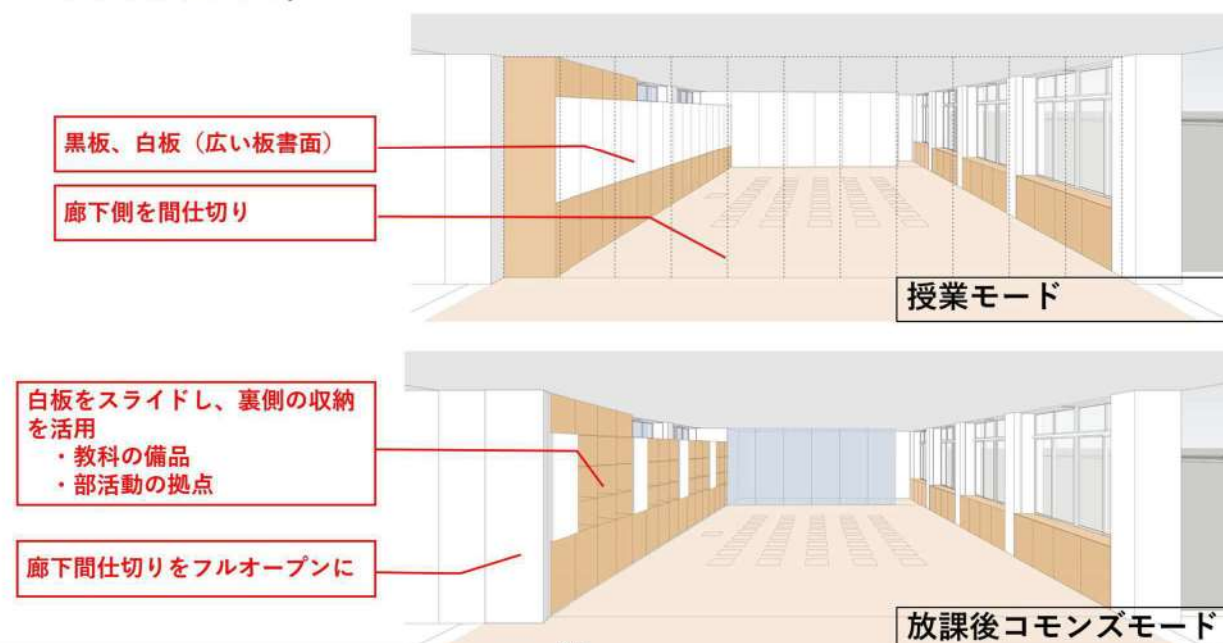 黒板、白板（広い板書面）
廊下側を間仕切り
授業モード
白板をスライドし、裏側の収納
を活用
・教科の備品
・部活動の拠点
廊下間仕切りをフルオープンに
放課後コモンズモード